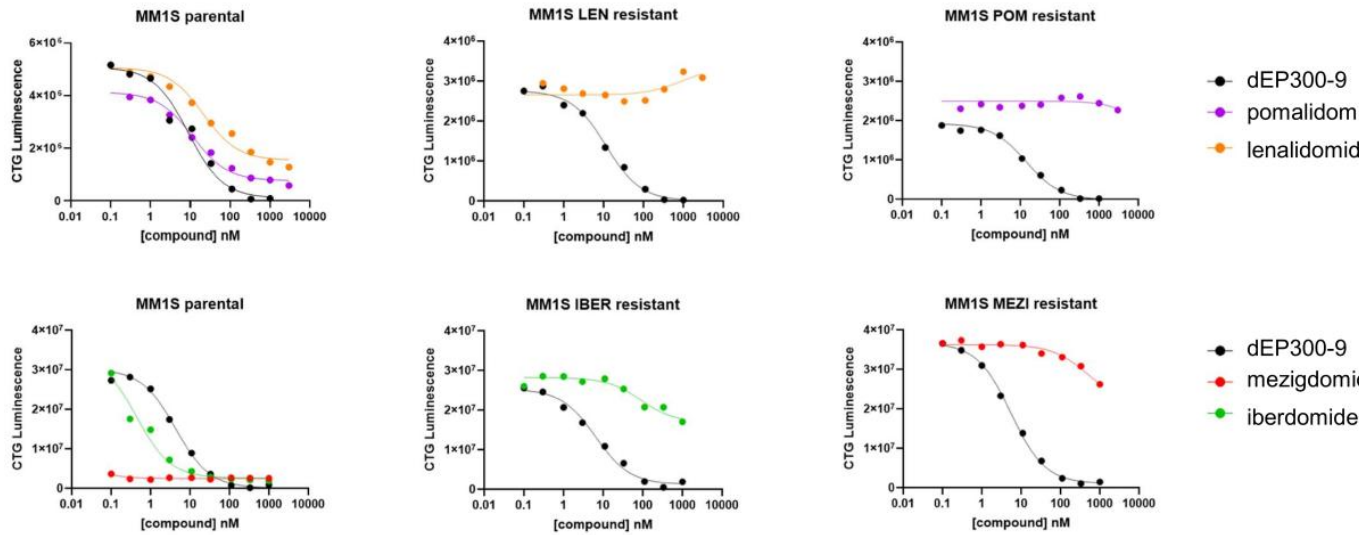 MM1S parental
CTG Luminescence
6×10⁶
4×10⁶
2×10⁶
0
0.01 0.1 1 10 100 1000 10000
[compound] nM
MM1S LEN resistant
CTG Luminescence
4×10⁶
3×10⁶
2×10⁶
1×10⁶
0
0.01 0.1 1 10 100 1000 10000
[compound] nM
MM1S POM resistant
CTG Luminescence
4×10⁶
3×10⁶
2×10⁶
1×10⁶
0
0.01 0.1 1 10 100 1000 10000
[compound] nM
dEP300-9
pomalidom
lenalidomid
MM1S parental
CTG Luminescence
4×10⁷
3×10⁷
2×10⁷
1×10⁷
0
0.01 0.1 1 10 100 1000 10000
[compound] nM
MM1S IBER resistant
CTG Luminescence
4×10⁷
3×10⁷
2×10⁷
1×10⁷
0
0.01 0.1 1 10 100 1000 10000
[compound] nM
MM1S MEZI resistant
CTG Luminescence
4×10⁷
3×10⁷
2×10⁷
1×10⁷
0
0.01 0.1 1 10 100 1000 10000
[compound] nM
dEP300-9
mezigdomid
iberdomide